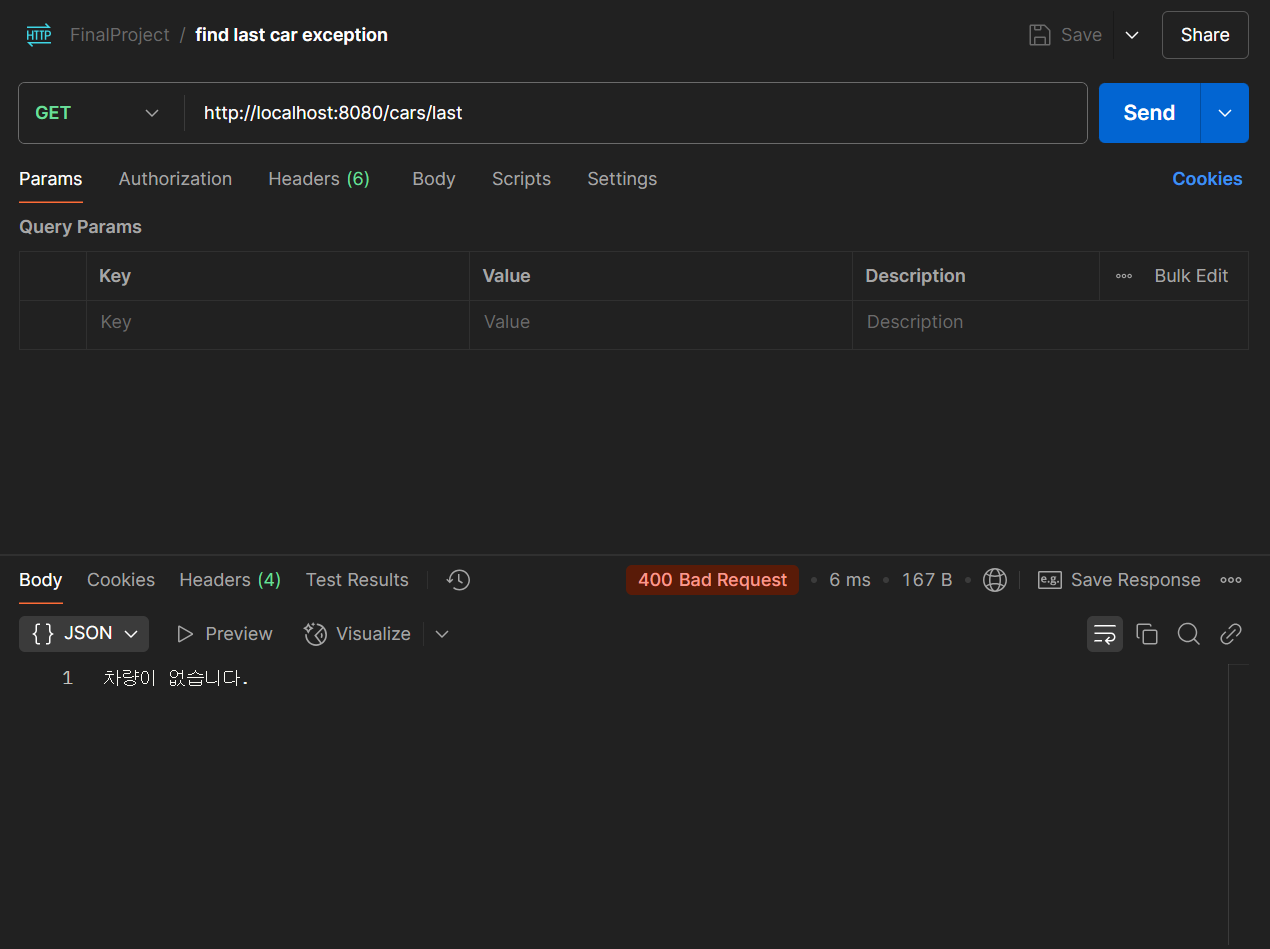 HTTP FinalProject / find last car exception Save Share
GET http://localhost:8080/cars/last Send
Params Authorization Headers (6) Body Scripts Settings Cookies
Query Params
Key Value Description Bulk Edit
Key Value Description
Body Cookies Headers (4) Test Results 400 Bad Request 6 ms 167 B e.g. Save Response
{ } JSON Preview Visualize
1 차량이 없습니다.